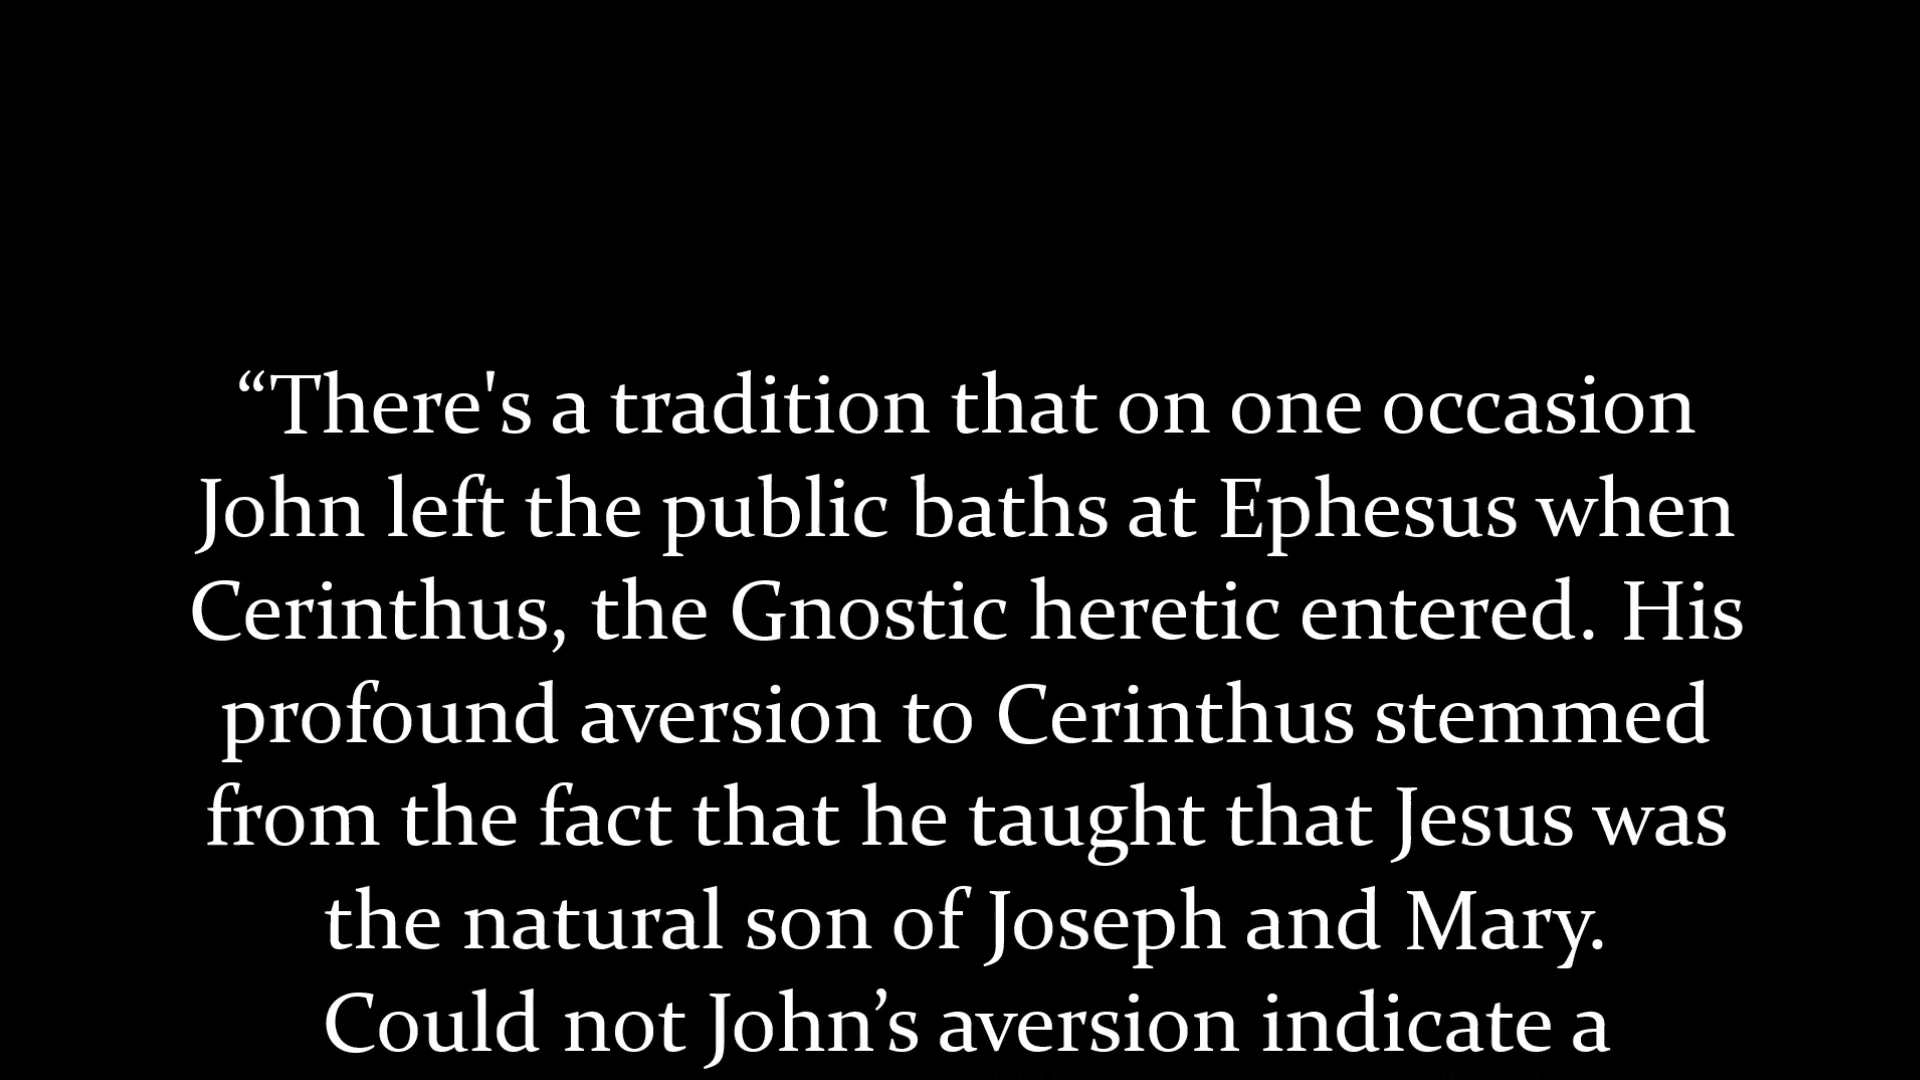 “There's a tradition that on one occasion
John left the public baths at Ephesus when
Cerinthus, the Gnostic heretic entered. His
profound aversion to Cerinthus stemmed
from the fact that he taught that Jesus was
the natural son of Joseph and Mary.
Could not John’s aversion indicate a